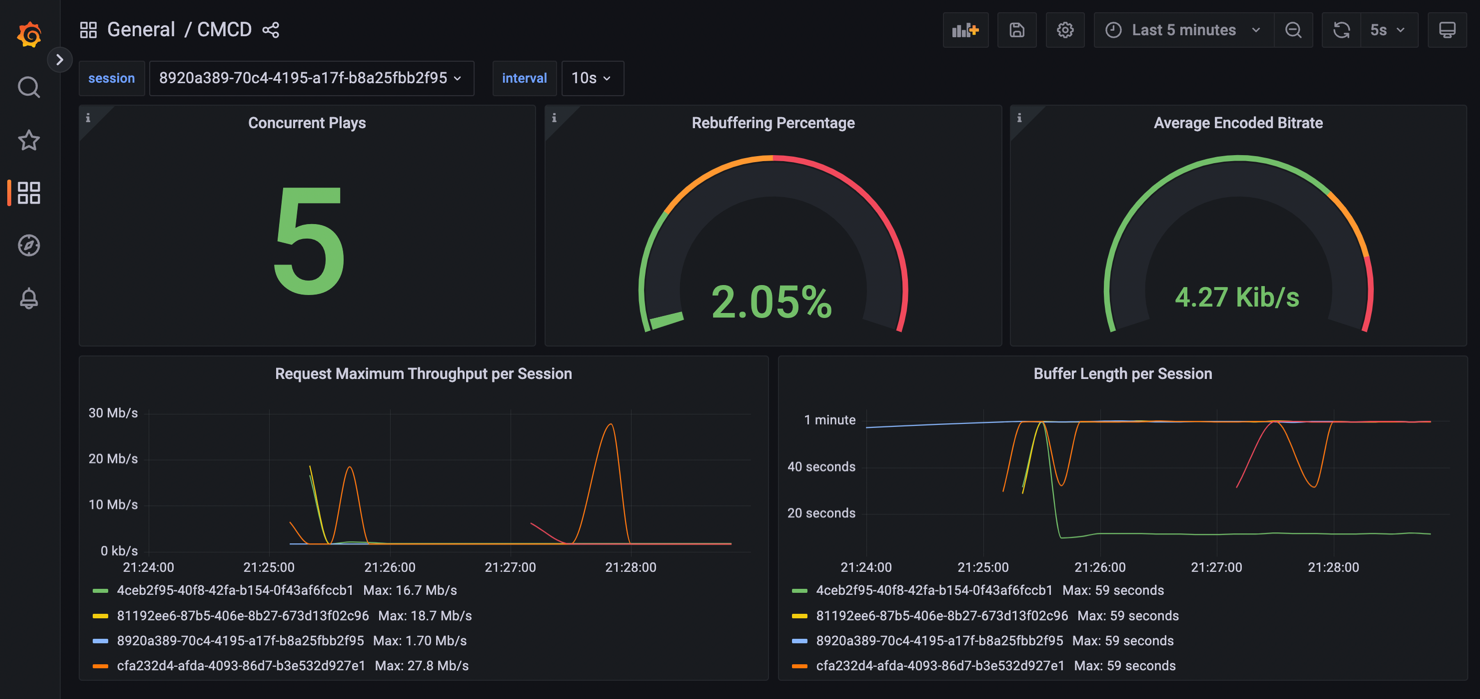 General / CMCD
Last 5 minutes
5s
session
8920a389-70c4-4195-a17f-b8a25fbb2f95
interval
10s
i
Concurrent Plays
5
i
Rebuffering Percentage
2.05%
i
Average Encoded Bitrate
4.27 Kib/s
Request Maximum Throughput per Session
30 Mb/s
20 Mb/s
10 Mb/s
0 kb/s
21:24:00 21:25:00 21:26:00 21:27:00 21:28:00
4ceb2f95-40f8-42fa-b154-0f43af6fccb1 Max: 16.7 Mb/s
81192ee6-87b5-406e-8b27-673d13f02c96 Max: 18.7 Mb/s
8920a389-70c4-4195-a17f-b8a25fbb2f95 Max: 1.70 Mb/s
cfa232d4-afda-4093-86d7-b3e532d927e1 Max: 27.8 Mb/s
Buffer Length per Session
1 minute
40 seconds
20 seconds
21:24:00 21:25:00 21:26:00 21:27:00 21:28:00
4ceb2f95-40f8-42fa-b154-0f43af6fccb1 Max: 59 seconds
81192ee6-87b5-406e-8b27-673d13f02c96 Max: 59 seconds
8920a389-70c4-4195-a17f-b8a25fbb2f95 Max: 59 seconds
cfa232d4-afda-4093-86d7-b3e532d927e1 Max: 59 seconds